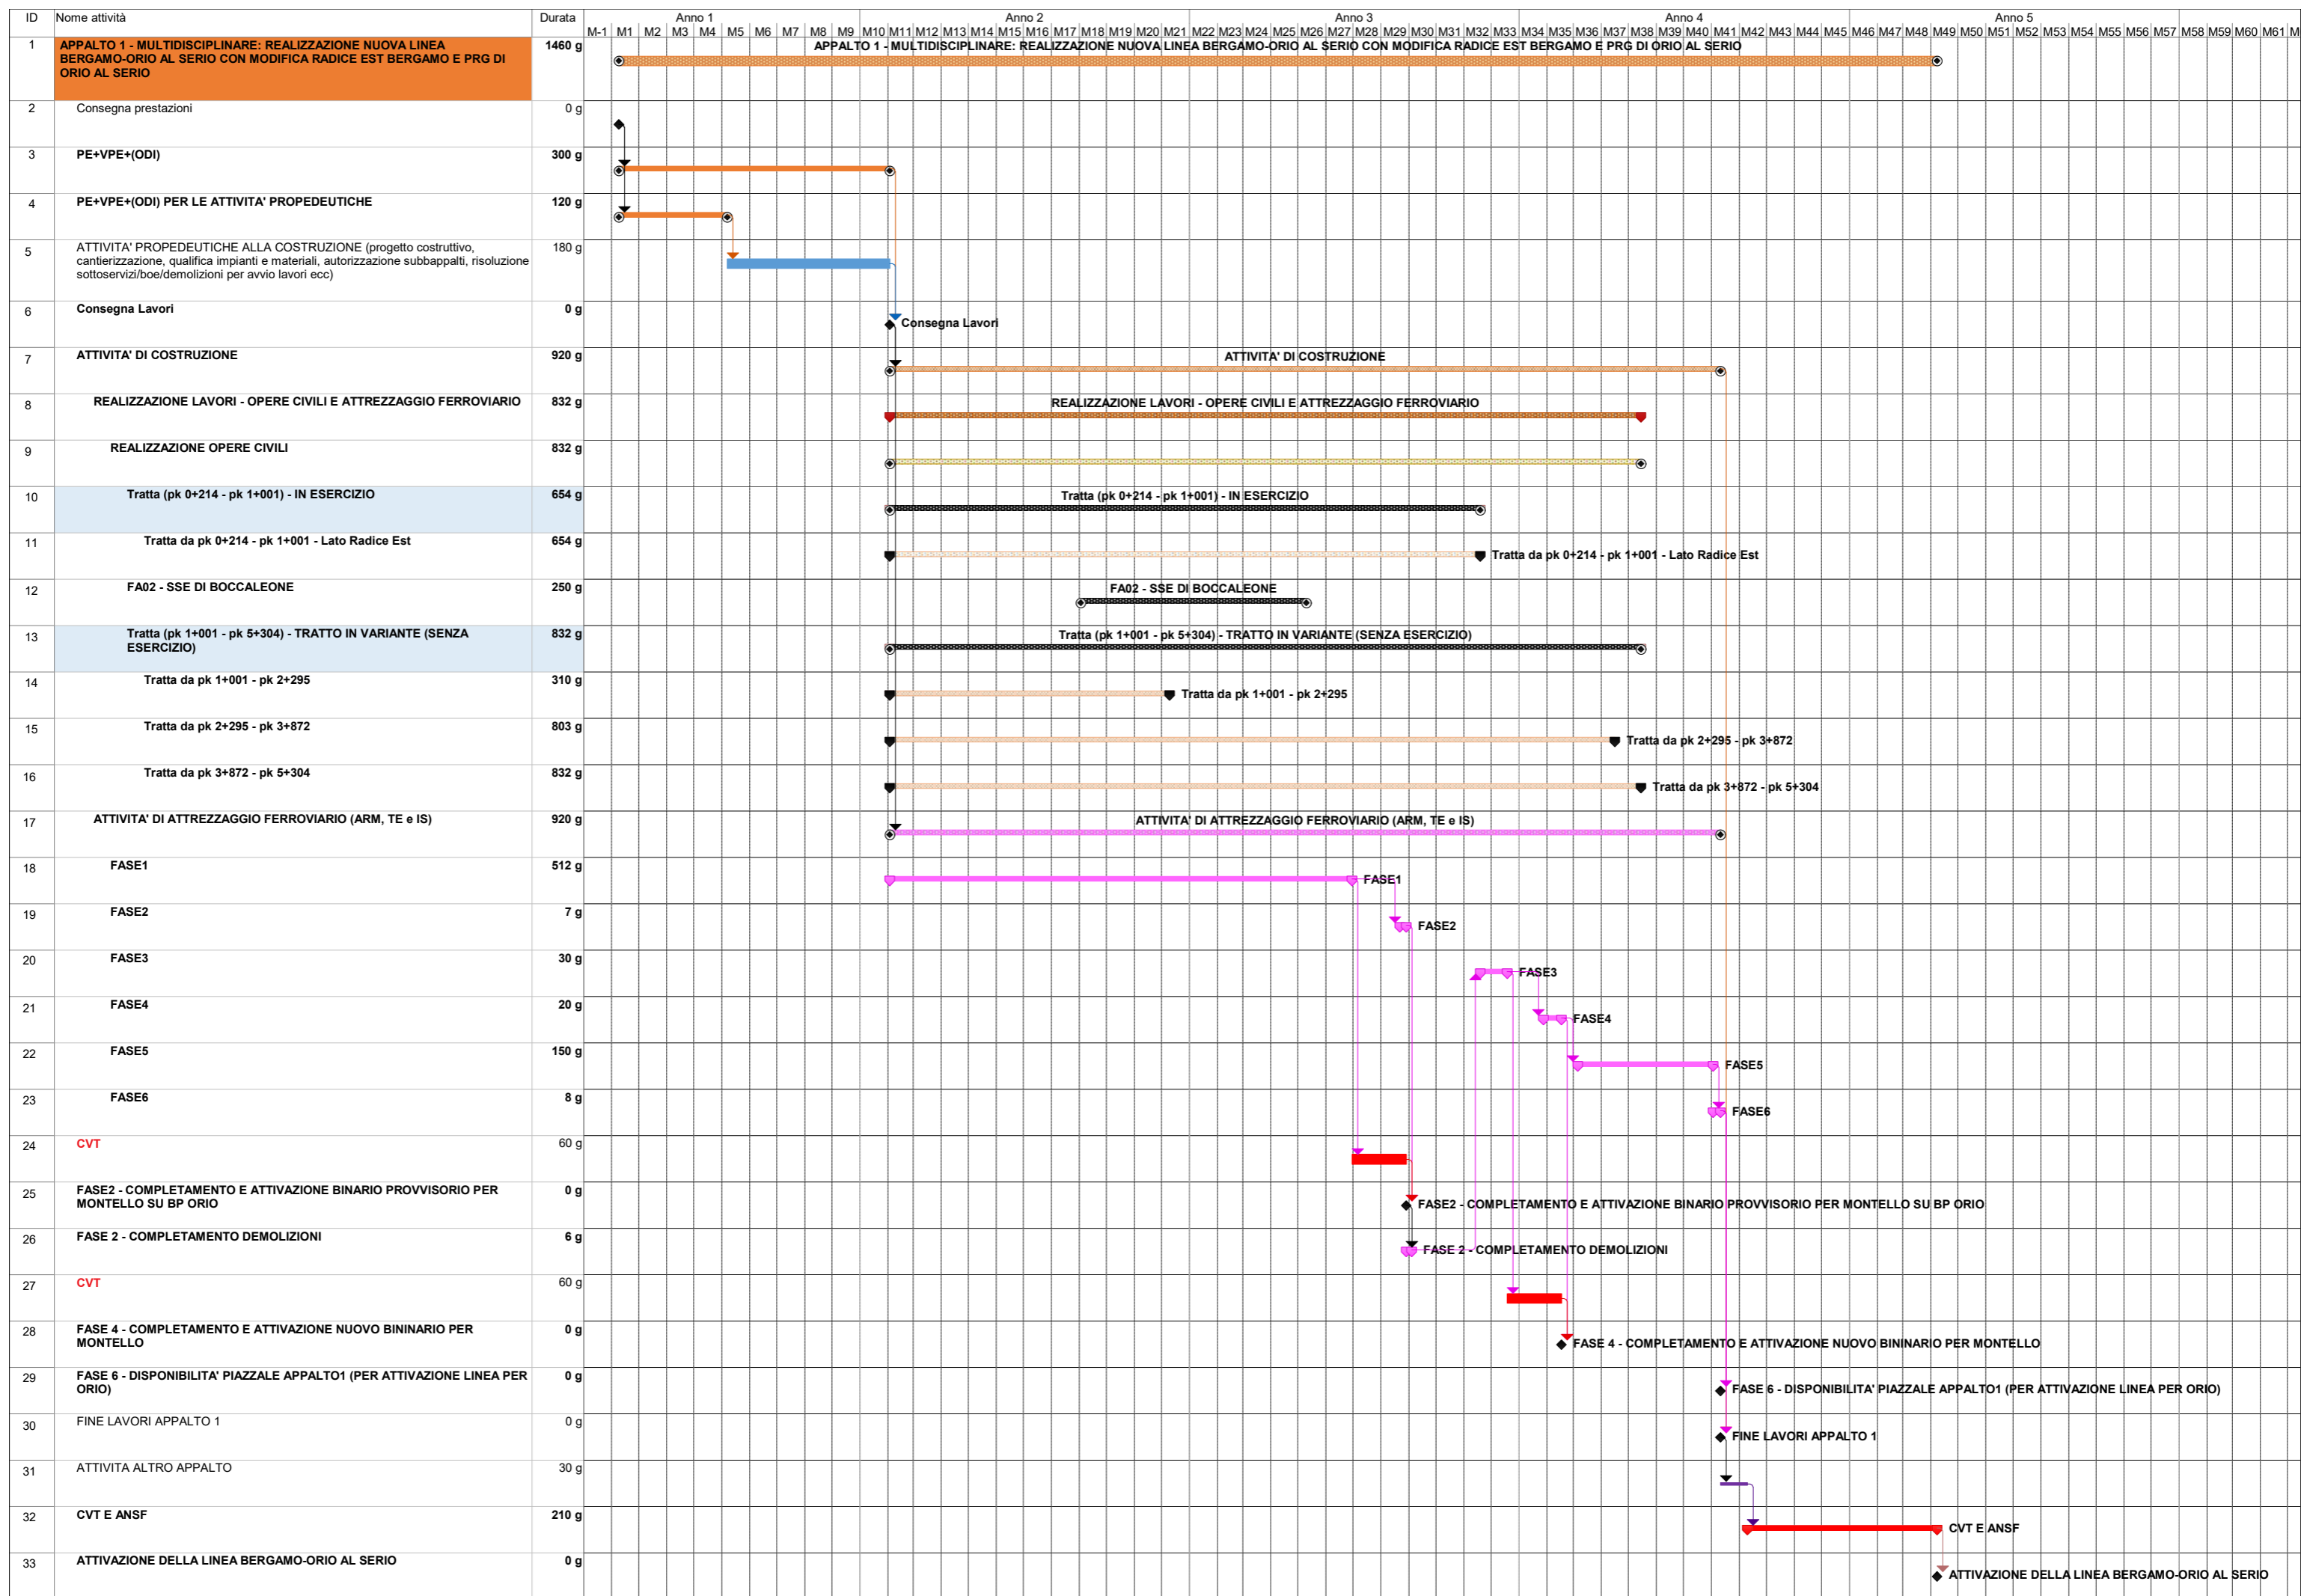 ID Nome attività Durata Anno 1 Anno 2 Anno 3 Anno 4 Anno 5
M-1 M1 M2 M3 M4 M5 M6 M7 M8 M9 M10 M11 M12 M13 M14 M15 M16 M17 M18 M19 M20 M21 M22 M23 M24 M25 M26 M27 M28 M29 M30 M31 M32 M33 M34 M35 M36 M37 M38 M39 M40 M41 M42 M43 M44 M45 M46 M47 M48 M49 M50 M51 M52 M53 M54 M55 M56 M57 M58 M59 M60 M61 M
1 APPALTO 1 - MULTIDISCIPLINARE: REALIZZAZIONE NUOVA LINEA 1460 g APPALTO 1 - MULTIDISCIPLINARE: REALIZZAZIONE NUOVA LINEA BERGAMO-ORIO AL SERIO CON MODIFICA RADICE EST BERGAMO E PRG DI ORIO AL SERIO
BERGAMO-ORIO AL SERIO CON MODIFICA RADICE EST BERGAMO E PRG DI
ORIO AL SERIO
2 Consegna prestazioni 0 g
3 PE+VPE+(ODI) 300 g
4 PE+VPE+(ODI) PER LE ATTIVITA' PROPEDEUTICHE 120 g
5 ATTIVITA' PROPEDEUTICHE ALLA COSTRUZIONE (progetto costruttivo, 180 g
cantierizzazione, qualifica impianti e materiali, autorizzazione subbappalti, risoluzione
sottoservizi/boe/demolizioni per avvio lavori ecc)
6 Consegna Lavori 0 g Consegna Lavori
7 ATTIVITA' DI COSTRUZIONE 920 g ATTIVITA' DI COSTRUZIONE
8 REALIZZAZIONE LAVORI - OPERE CIVILI E ATTREZZAGGIO FERROVIARIO 832 g REALIZZAZIONE LAVORI - OPERE CIVILI E ATTREZZAGGIO FERROVIARIO
9 REALIZZAZIONE OPERE CIVILI 832 g
10 Tratta (pk 0+214 - pk 1+001) - IN ESERCIZIO 654 g Tratta (pk 0+214 - pk 1+001) - IN ESERCIZIO
11 Tratta da pk 0+214 - pk 1+001 - Lato Radice Est 654 g Tratta da pk 0+214 - pk 1+001 - Lato Radice Est
12 FA02 - SSE DI BOCCALEONE 250 g FA02 - SSE DI BOCCALEONE
13 Tratta (pk 1+001 - pk 5+304) - TRATTO IN VARIANTE (SENZA 832 g Tratta (pk 1+001 - pk 5+304) - TRATTO IN VARIANTE (SENZA ESERCIZIO)
ESERCIZIO)
14 Tratta da pk 1+001 - pk 2+295 310 g Tratta da pk 1+001 - pk 2+295
15 Tratta da pk 2+295 - pk 3+872 803 g Tratta da pk 2+295 - pk 3+872
16 Tratta da pk 3+872 - pk 5+304 832 g Tratta da pk 3+872 - pk 5+304
17 ATTIVITA' DI ATTREZZAGGIO FERROVIARIO (ARM, TE e IS) 920 g ATTIVITA' DI ATTREZZAGGIO FERROVIARIO (ARM, TE e IS)
18 FASE1 512 g FASE1
19 FASE2 7 g FASE2
20 FASE3 30 g FASE3
21 FASE4 20 g FASE4
22 FASE5 150 g FASE5
23 FASE6 8 g FASE6
24 CVT 60 g
25 FASE2 - COMPLETAMENTO E ATTIVAZIONE BINARIO PROVVISORIO PER 0 g FASE2 - COMPLETAMENTO E ATTIVAZIONE BINARIO PROVVISORIO PER MONTELLO SU BP ORIO
MONTELLO SU BP ORIO
26 FASE 2 - COMPLETAMENTO DEMOLIZIONI 6 g FASE 2 - COMPLETAMENTO DEMOLIZIONI
27 CVT 60 g
28 FASE 4 - COMPLETAMENTO E ATTIVAZIONE NUOVO BININARIO PER 0 g FASE 4 - COMPLETAMENTO E ATTIVAZIONE NUOVO BININARIO PER MONTELLO
MONTELLO
29 FASE 6 - DISPONIBILITA' PIAZZALE APPALTO1 (PER ATTIVAZIONE LINEA PER 0 g FASE 6 - DISPONIBILITA' PIAZZALE APPALTO1 (PER ATTIVAZIONE LINEA PER ORIO)
ORIO)
30 FINE LAVORI APPALTO 1 0 g FINE LAVORI APPALTO 1
31 ATTIVITA ALTRO APPALTO 30 g
32 CVT E ANSF 210 g CVT E ANSF
33 ATTIVAZIONE DELLA LINEA BERGAMO-ORIO AL SERIO 0 g ATTIVAZIONE DELLA LINEA BERGAMO-ORIO AL SERIO